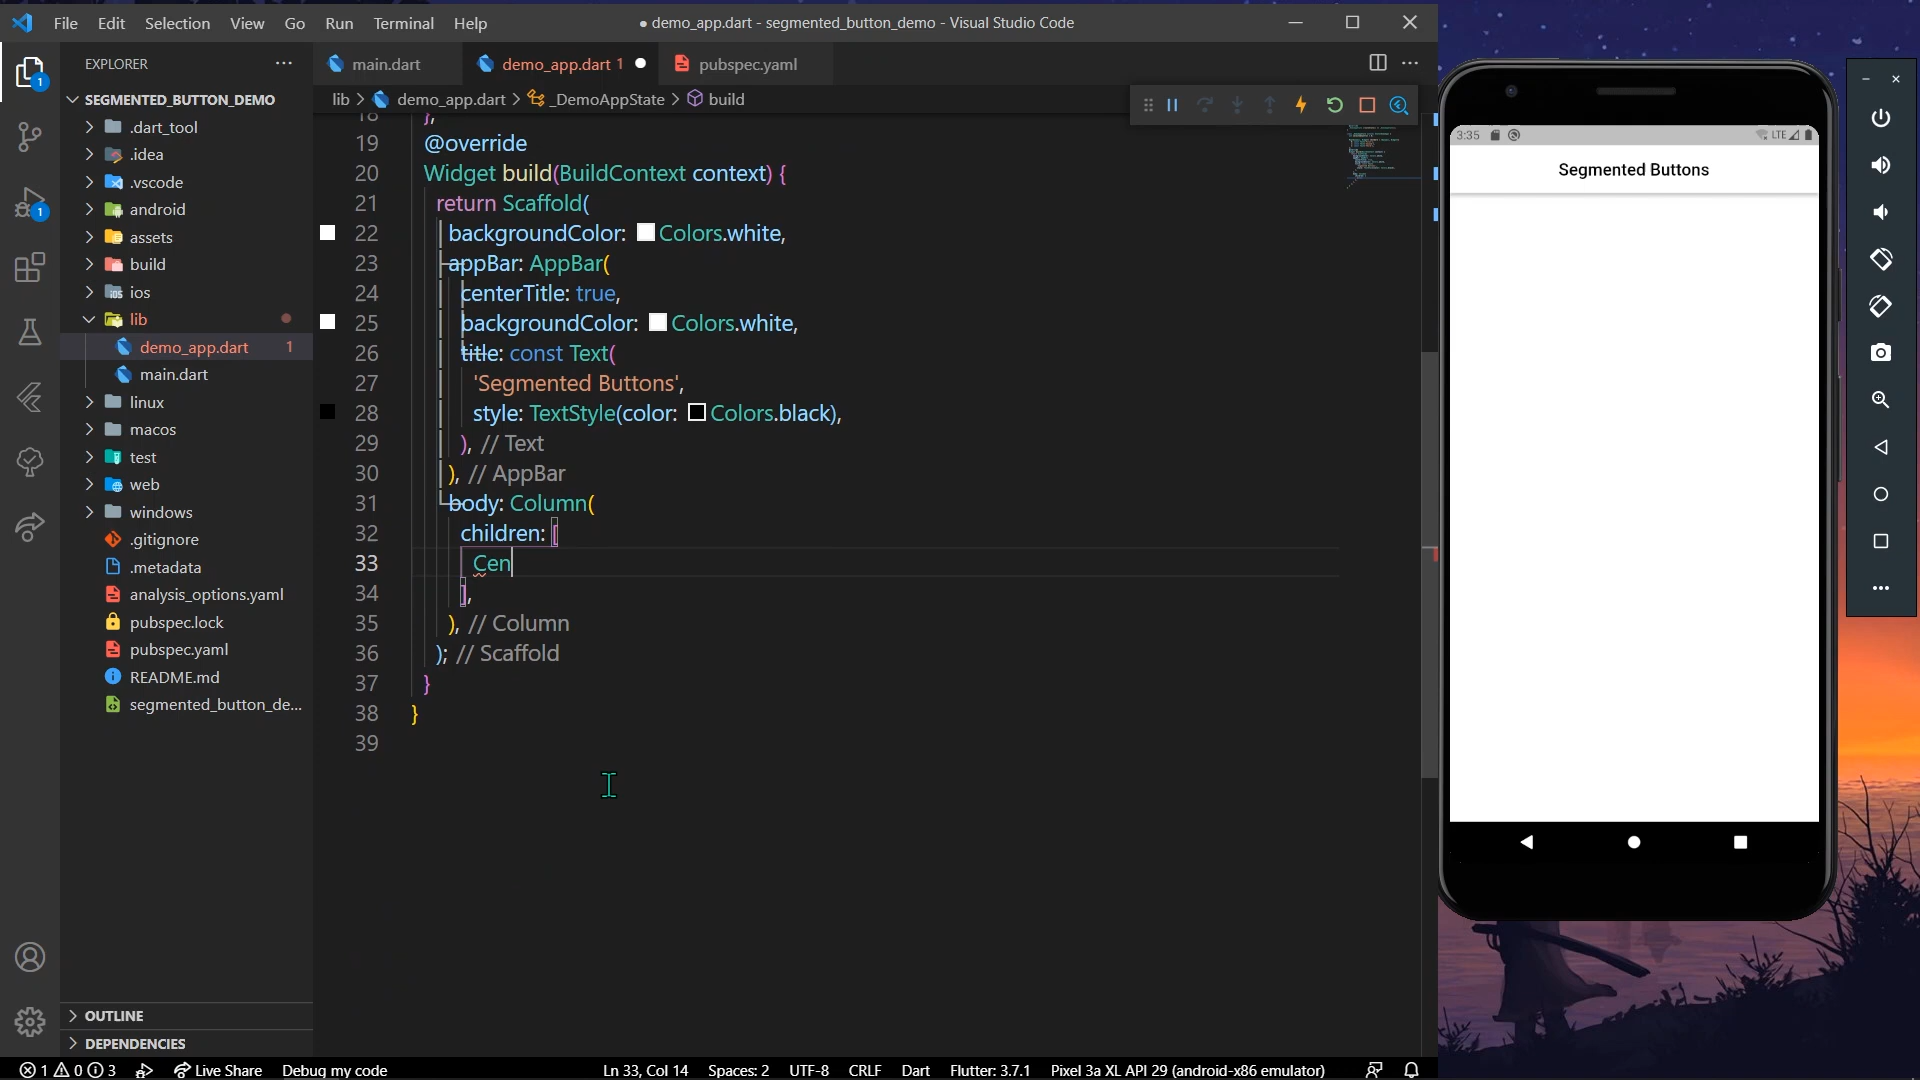 File Edit Selection View Go Run Terminal Help
● demo_app.dart - segmented_button_demo - Visual Studio Code
EXPLORER
main.dart
demo_app.dart 1
pubspec.yaml
SEGMENTED_BUTTON_DEMO
lib > demo_app.dart > _DemoAppState > build
.dart_tool
.idea
.vscode
android
assets
build
ios
lib
demo_app.dart 1
main.dart
linux
macos
test
web
windows
.gitignore
.metadata
analysis_options.yaml
pubspec.lock
pubspec.yaml
README.md
segmented_button_de...
OUTLINE
DEPENDENCIES
1
1
18 },
19 @override
20 Widget build(BuildContext context) {
21 return Scaffold(
22 backgroundColor: Colors.white,
23 appBar: AppBar(
24 centerTitle: true,
25 backgroundColor: Colors.white,
26 title: const Text(
27 'Segmented Buttons',
28 style: TextStyle(color: Colors.black),
29 ), // Text
30 ), // AppBar
31 body: Column(
32 children: [
33 Cen
34 ],
35 ), // Column
36 ); // Scaffold
37 }
38 }
39
3:35 LTE
Segmented Buttons
1 0 3 Live Share Debug my code Ln 33, Col 14 Spaces: 2 UTF-8 CRLF Dart Flutter: 3.7.1 Pixel 3a XL API 29 (android-x86 emulator)